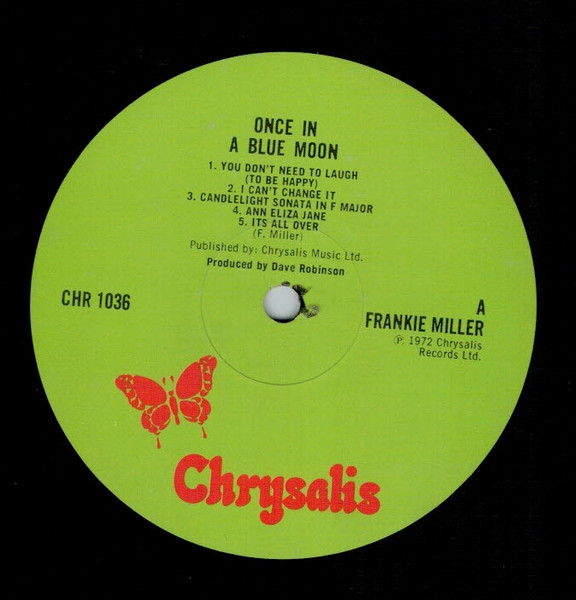 ONCE IN
A BLUE MOON
1. YOU DON'T NEED TO LAUGH
(TO BE HAPPY)
2. I CAN'T CHANGE IT
3. CANDLELIGHT SONATA IN F MAJOR
4. ANN ELIZA JANE
5. ITS ALL OVER
(F. Miller)
Published by: Chrysalis Music Ltd.
Produced by Dave Robinson
CHR 1036
A
FRANKIE MILLER
Ⓟ 1972 Chrysalis
Records Ltd.
Chrysalis